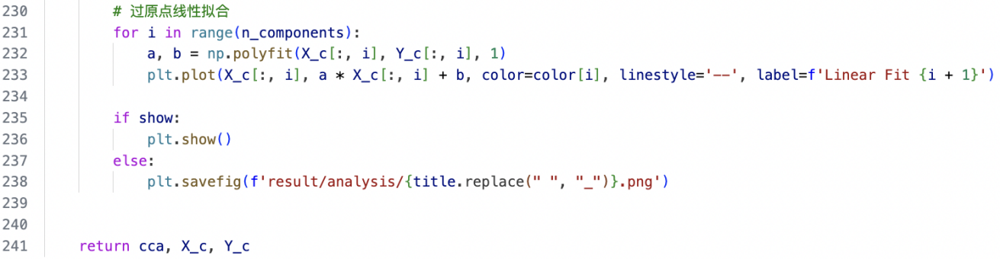 230 # 过原点线性拟合
231 for i in range(n_components):
232 a, b = np.polyfit(X_c[:, i], Y_c[:, i], 1)
233 plt.plot(X_c[:, i], a * X_c[:, i] + b, color=color[i], linestyle='--', label=f'Linear Fit {i + 1}')
234
235 if show:
236 plt.show()
237 else:
238 plt.savefig(f'result/analysis/{title.replace(" ", "_")}.png')
239
240
241 return cca, X_c, Y_c